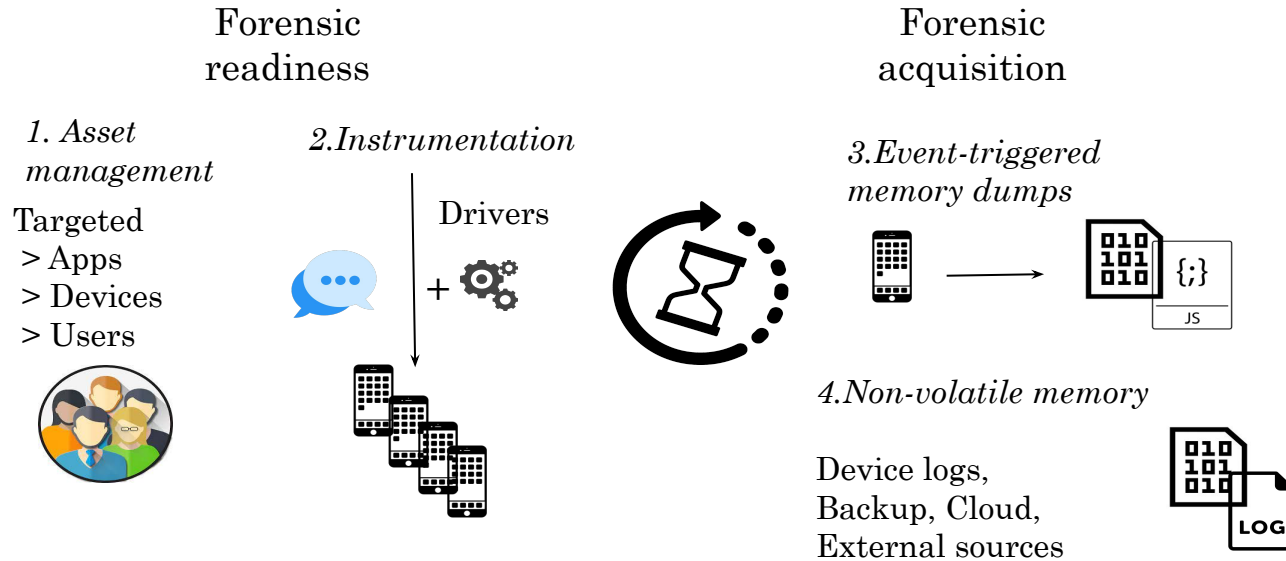 Forensic
readiness
1. Asset
management
Targeted
> Apps
> Devices
> Users
2.Instrumentation
Drivers
+
Forensic
acquisition
3.Event-triggered
memory dumps
010
101
010
{;}
JS
4.Non-volatile memory
Device logs,
Backup, Cloud,
External sources
010
101
010
LOG